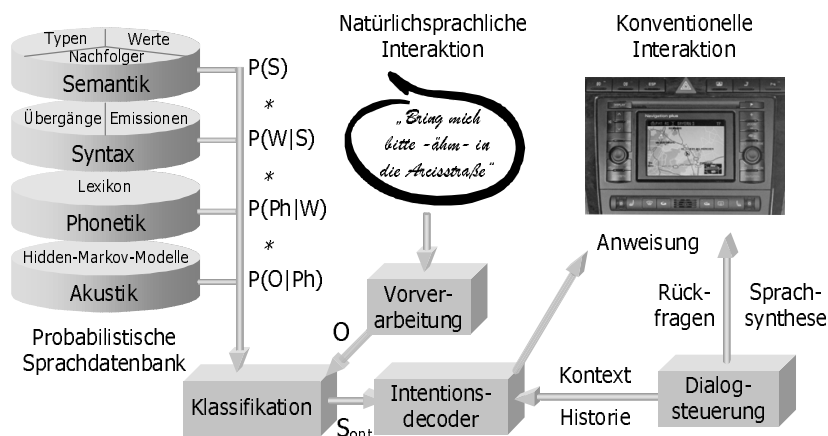 Typen
Werte
Nachfolger
Semantik
P(S)
*
Übergänge
Emissionen
Syntax
P(W|S)
*
Lexikon
Phonetik
P(Ph|W)
*
Hidden-Markov-Modelle
Akustik
P(O|Ph)
Probabilistische
Sprachdatenbank
Natürlichsprachliche
Interaktion
„Bring mich
bitte -ähm- in
die Arcisstraße“
Konventionelle
Interaktion
Vorver-
arbeitung
O
Klassifikation
Sopt
Intentions-
decoder
Anweisung
Kontext
Historie
Dialog-
steuerung
Rück-
fragen
Sprach-
synthese